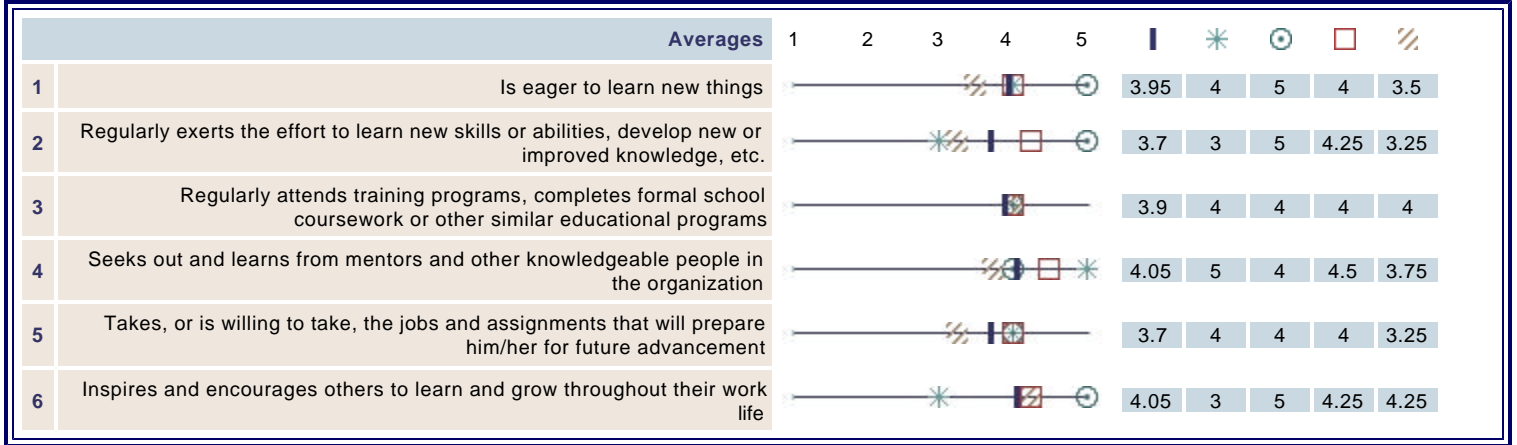 Averages 1 2 3 4 5
1 Is eager to learn new things 3.95 4 5 4 3.5
Regularly exerts the effort to learn new skills or abilities, develop new or
2 improved knowledge, etc. 3.7 3 5 4.25 3.25
Regularly attends training programs, completes formal school
3 coursework or other similar educational programs 3.9 4 4 4 4
Seeks out and learns from mentors and other knowledgeable people in
4 the organization 4.05 5 4 4.5 3.75
Takes, or is willing to take, the jobs and assignments that will prepare
5 him/her for future advancement 3.7 4 4 4 3.25
Inspires and encourages others to learn and grow throughout their work
6 life 4.05 3 5 4.25 4.25